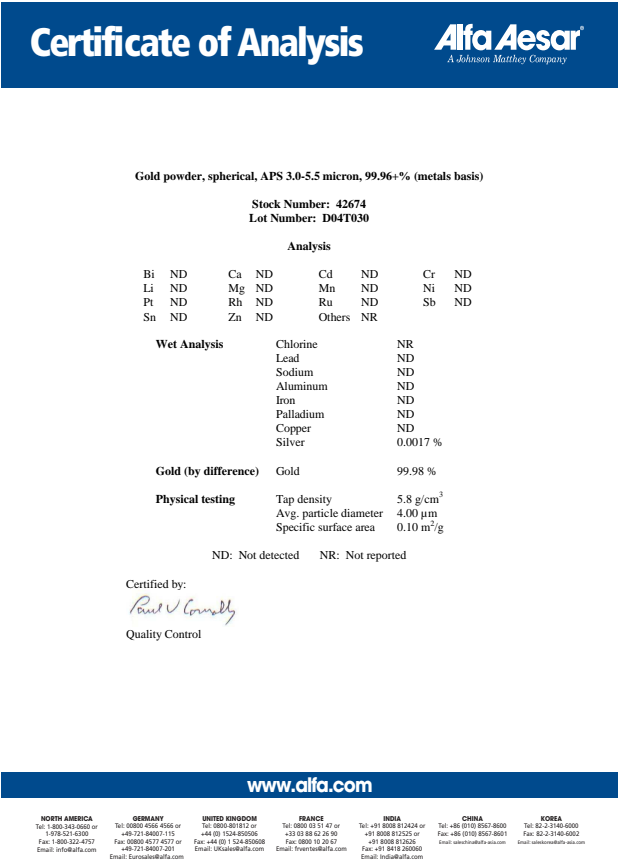 Certificate of Analysis
Alfa Aesar®
A Johnson Matthey Company
Gold powder, spherical, APS 3.0-5.5 micron, 99.96+% (metals basis)
Stock Number: 42674
Lot Number: D04T030
Analysis
Bi ND Ca ND Cd ND Cr ND
Li ND Mg ND Mn ND Ni ND
Pt ND Rh ND Ru ND Sb ND
Sn ND Zn ND Others NR
Wet Analysis Chlorine NR
Lead ND
Sodium ND
Aluminum ND
Iron ND
Palladium ND
Copper ND
Silver 0.0017 %
Gold (by difference) Gold 99.98 %
Physical testing Tap density 5.8 g/cm³
Avg. particle diameter 4.00 µm
Specific surface area 0.10 m²/g
ND: Not detected NR: Not reported
Certified by:
Paul V Connolly
Quality Control
www.alfa.com
NORTH AMERICA
Tel: 1-800-343-0660 or
1-978-521-6300
Fax: 1-800-322-4757
Email: info@alfa.com
GERMANY
Tel: 00800 4566 4566 or
+49-721-84007-115
Fax: 00800 4577 4577 or
+49-721-84007-201
Email: Eurosales@alfa.com
UNITED KINGDOM
Tel: 0800-801812 or
+44 (0) 1524-850506
Fax: +44 (0) 1 524-850608
Email: UKsales@alfa.com
FRANCE
Tel: 0800 03 51 47 or
+33 03 88 62 26 90
Fax: 0800 10 20 67
Email: frventes@alfa.com
INDIA
Tel: +91 8008 812424 or
+91 8008 812525 or
+91 8008 812626
Fax: +91 8418 260060
Email: India@alfa.com
CHINA
Tel: +86 (010) 8567-8600
Fax: +86 (010) 8567-8601
Email: saleschina@alfa-asia.com
KOREA
Tel: 82-2-3140-6000
Fax: 82-2-3140-6002
Email: saleskorea@alfa-asia.com